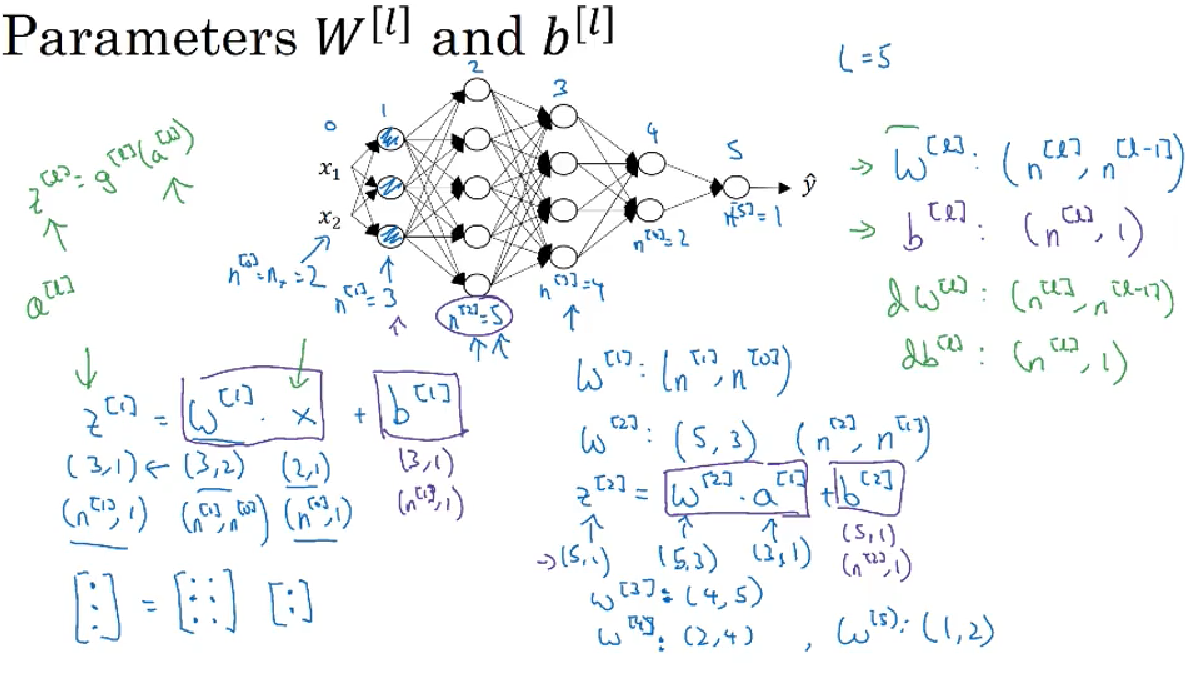 Parameters W^[l] and b^[l]
L = 5
0 1 2 3 4 5
x₁
x₂
ŷ
n^[0] = nₓ = 2
n^[1] = 3
n^[2] = 5
n^[3] = 4
n^[4] = 2
n^[5] = 1
z^[l] = g^[l](a^[l])
a^[l]
→ W^[l] : (n^[l], n^[l-1])
→ b^[l] : (n^[l], 1)
dW^[l] : (n^[l], n^[l-1])
db^[l] : (n^[l], 1)
z^[1] = W^[1] · x + b^[1]
(3,1) ← (3,2) (2,1) (3,1)
(n^[1], 1) (n^[1], n^[0]) (n^[0], 1) (n^[1], 1)
[⋮] = [: :] [:]
W^[1] : (n^[1], n^[0])
W^[2] : (5, 3) (n^[2], n^[1])
z^[2] = W^[2] · a^[1] + b^[2]
→ (5,1) (5,3) (3,1) (5,1)
(n^[2], 1)
W^[3] : (4, 5)
W^[4] : (2, 4) , W^[5] : (1, 2)